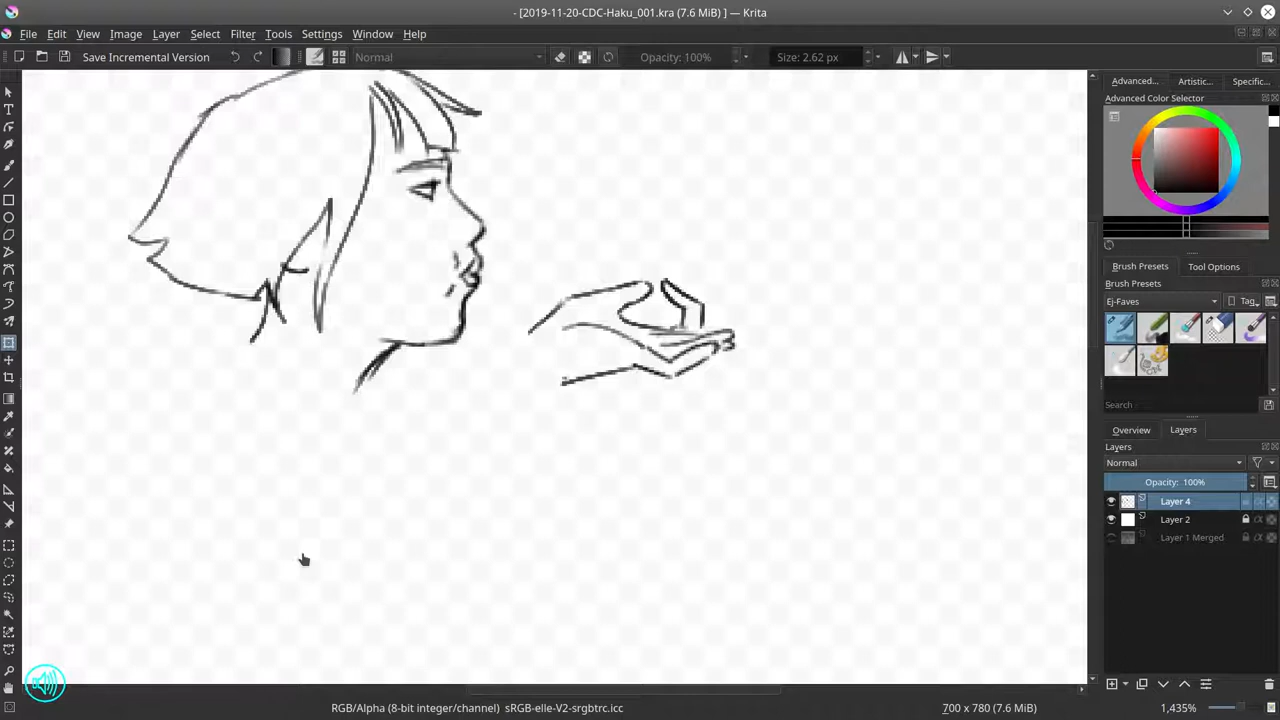 - [2019-11-20-CDC-Haku_001.kra (7.6 MiB) ] — Krita
File Edit View Image Layer Select Filter Tools Settings Window Help
Save Incremental Version Normal Opacity: 100% Size: 2.62 px
Advanced... Artistic... Specific...
Advanced Color Selector
Brush Presets Tool Options
Brush Presets
Ej-Faves Tag
Search
Overview Layers
Layers
Normal
Opacity: 100%
Layer 4
Layer 2
Layer 1 Merged
RGB/Alpha (8-bit integer/channel) sRGB-elle-V2-srgbtrc.icc 700 x 780 (7.6 MiB) 1,435%